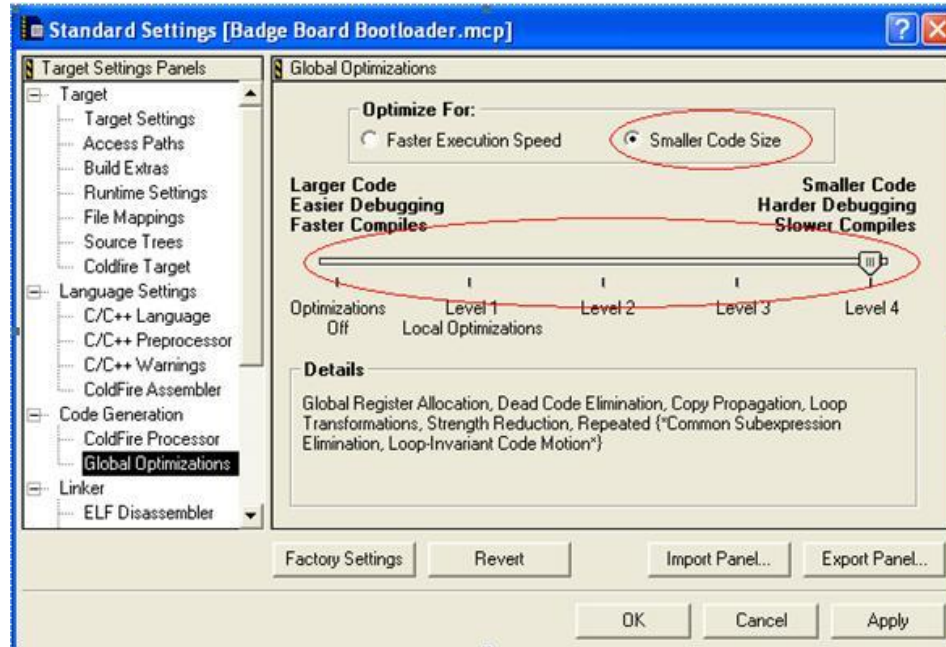 Standard Settings [Badge Board Bootloader.mcp]
Target Settings Panels
Target
Target Settings
Access Paths
Build Extras
Runtime Settings
File Mappings
Source Trees
Coldfire Target
Language Settings
C/C++ Language
C/C++ Preprocessor
C/C++ Warnings
ColdFire Assembler
Code Generation
ColdFire Processor
Global Optimizations
Linker
ELF Disassembler
Global Optimizations
Optimize For:
Faster Execution Speed
Smaller Code Size
Larger Code
Easier Debugging
Faster Compiles
Smaller Code
Harder Debugging
Slower Compiles
Optimizations
Off
Level 1
Local Optimizations
Level 2
Level 3
Level 4
Details
Global Register Allocation, Dead Code Elimination, Copy Propagation, Loop
Transformations, Strength Reduction, Repeated {*Common Subexpression
Elimination, Loop-Invariant Code Motion*}
Factory Settings
Revert
Import Panel...
Export Panel...
OK
Cancel
Apply